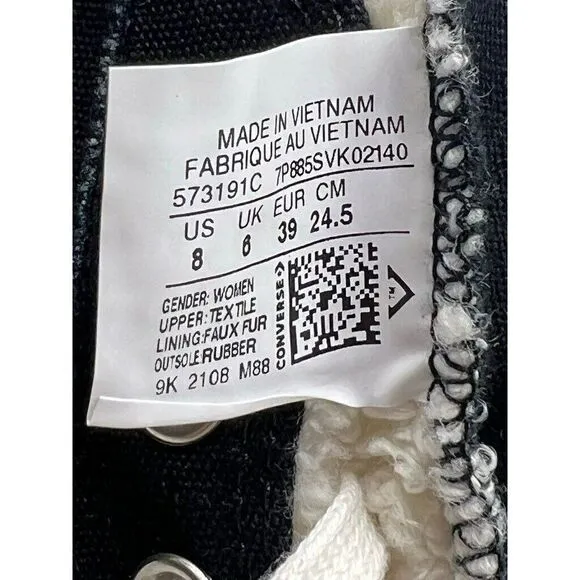 MADE IN VIETNAM
FABRIQUE AU VIETNAM
573191C 7P885SVK02140
US UK EUR CM
8 6 39 24.5
GENDER: WOMEN
UPPER: TEXTILE
LINING:FAUX FUR
OUTSOLE:RUBBER
9K 2108 M88
CONVERSE
TM